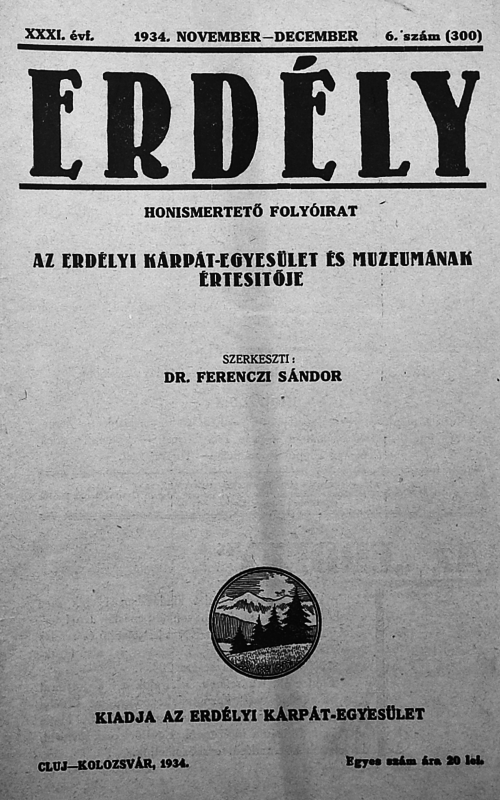 XXXI. évf. 1934. NOVEMBER—DECEMBER 6. szám (300)
ERDÉLY
HONISMERTETŐ FOLYÓIRAT
AZ ERDÉLYI KÁRPÁT-EGYESÜLET ÉS MUZEUMÁNAK
ÉRTESITŐJE
SZERKESZTI:
DR. FERENCZI SÁNDOR
KIADJA AZ ERDÉLYI KÁRPÁT-EGYESÜLET
CLUJ—KOLOZSVÁR, 1934. Egyes szám ára 20 lei.